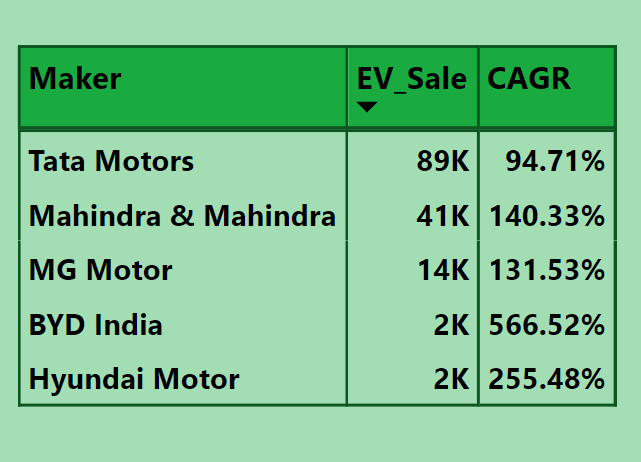 Maker EV_Sale CAGR
Tata Motors 89K 94.71%
Mahindra & Mahindra 41K 140.33%
MG Motor 14K 131.53%
BYD India 2K 566.52%
Hyundai Motor 2K 255.48%